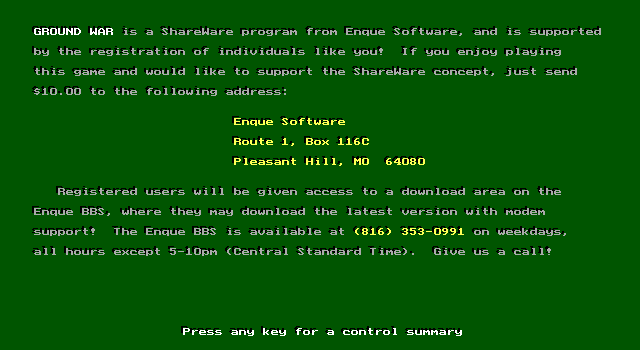 GROUND WAR is a ShareWare program from Enque Software, and is supported
by the registration of individuals like you!  If you enjoy playing
this game and would like to support the ShareWare concept, just send
$10.00 to the following address:
Enque Software
Route 1, Box 116C
Pleasant Hill, MO  64080
Registered users will be given access to a download area on the
Enque BBS, where they may download the latest version with modem
support!  The Enque BBS is available at (816) 353-0991 on weekdays,
all hours except 5-10pm (Central Standard Time).  Give us a call!
Press any key for a control summary